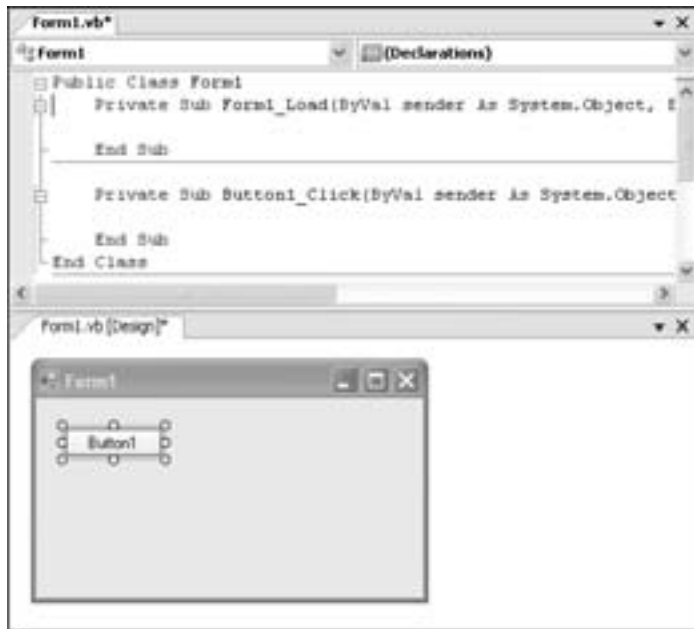 Form1.vb*
Form1 (Declarations)
Public Class Form1
Private Sub Form1_Load(ByVal sender As System.Object,
End Sub
Private Sub Button1_Click(ByVal sender As System.Object
End Sub
End Class
Form1.vb [Design]*
Form1
Button1